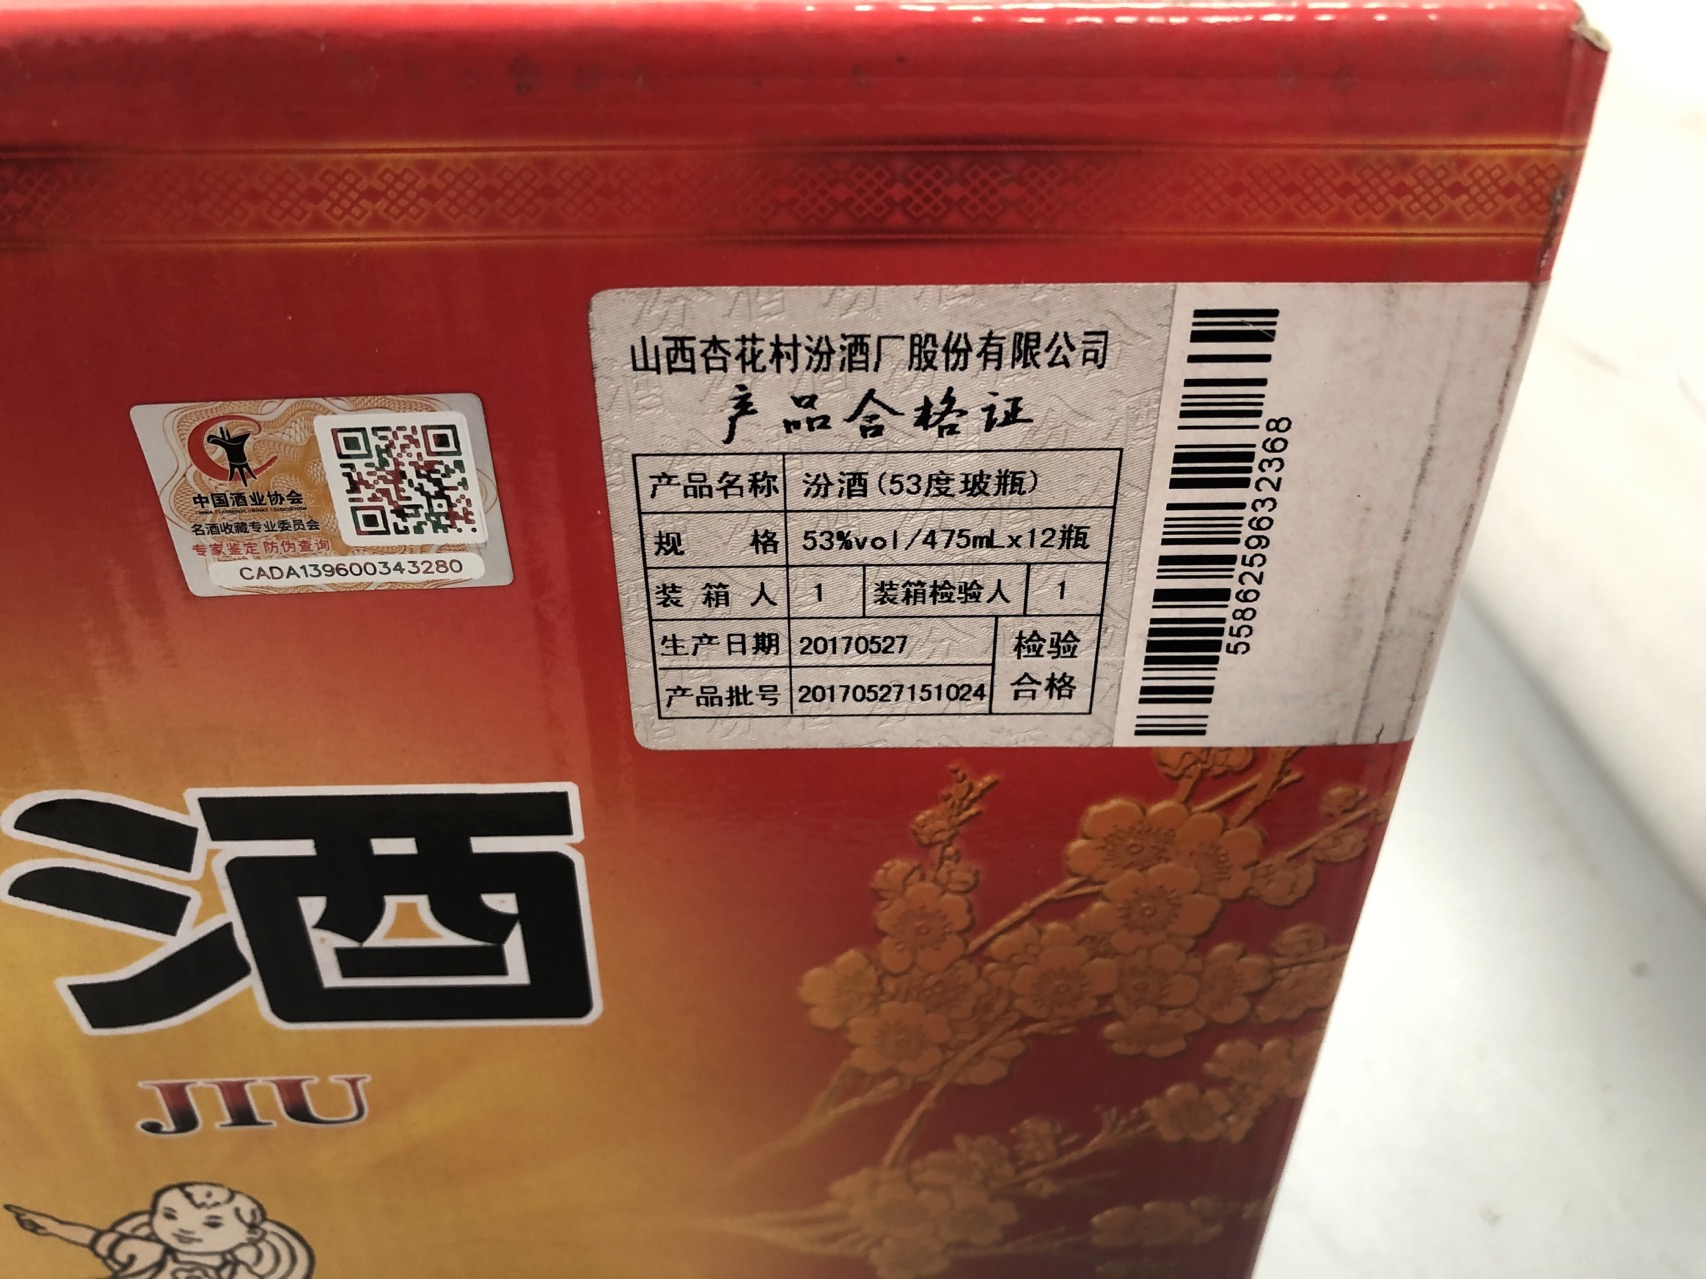 山西杏花村汾酒厂股份有限公司
产品合格证
产品名称 汾酒(53度玻瓶)
规 格 53%vol/475mLx12瓶
装箱人 1 装箱检验人 1
生产日期 20170527 检验
产品批号 20170527151024 合格
5586259632368
中国酒业协会
名酒收藏专业委员会
专家鉴定 防伪查询
CADA139600343280
酒
JIU